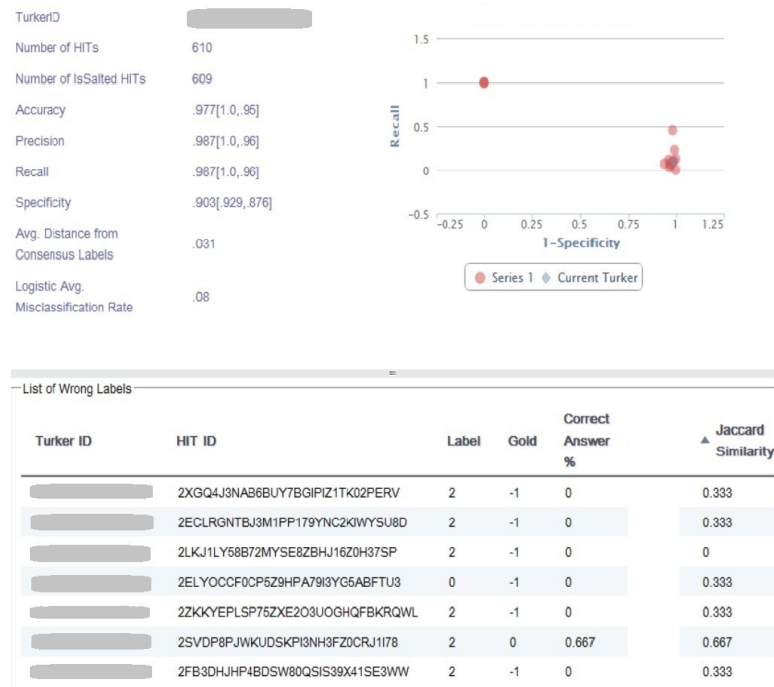 TurkerID
Number of HITs 610
Number of IsSalted HITs 609
Accuracy .977[1.0,.95]
Precision .987[1.0,.96]
Recall .987[1.0,.96]
Specificity .903[.929,.876]
Avg. Distance from
Consensus Labels .031
Logistic Avg.
Misclassification Rate .08
1.5
1
0.5
0
-0.5
Recall
-0.25 0 0.25 0.5 0.75 1 1.25
1-Specificity
Series 1 Current Turker
List of Wrong Labels
Turker ID HIT ID Label Gold Correct Answer % Jaccard Similarity
2XGQ4J3NAB6BUY7BGIPIZ1TK02PERV 2 -1 0 0.333
2ECLRGNTBJ3M1PP179YNC2KIWYSU8D 2 -1 0 0.333
2LKJ1LY58B72MYSE8ZBHJ16Z0H37SP 2 -1 0 0
2ELYOCCF0CP5Z9HPA79I3YG5ABFTU3 0 -1 0 0.333
2ZKKYEPLSP75ZXE2O3UOGHQFBKRQWL 2 -1 0 0.333
2SVDP8PJWKUDSKPI3NH3FZ0CRJ1I78 2 0 0.667 0.667
2FB3DHJHP4BDSW80QSIS39X41SE3WW 2 -1 0 0.333